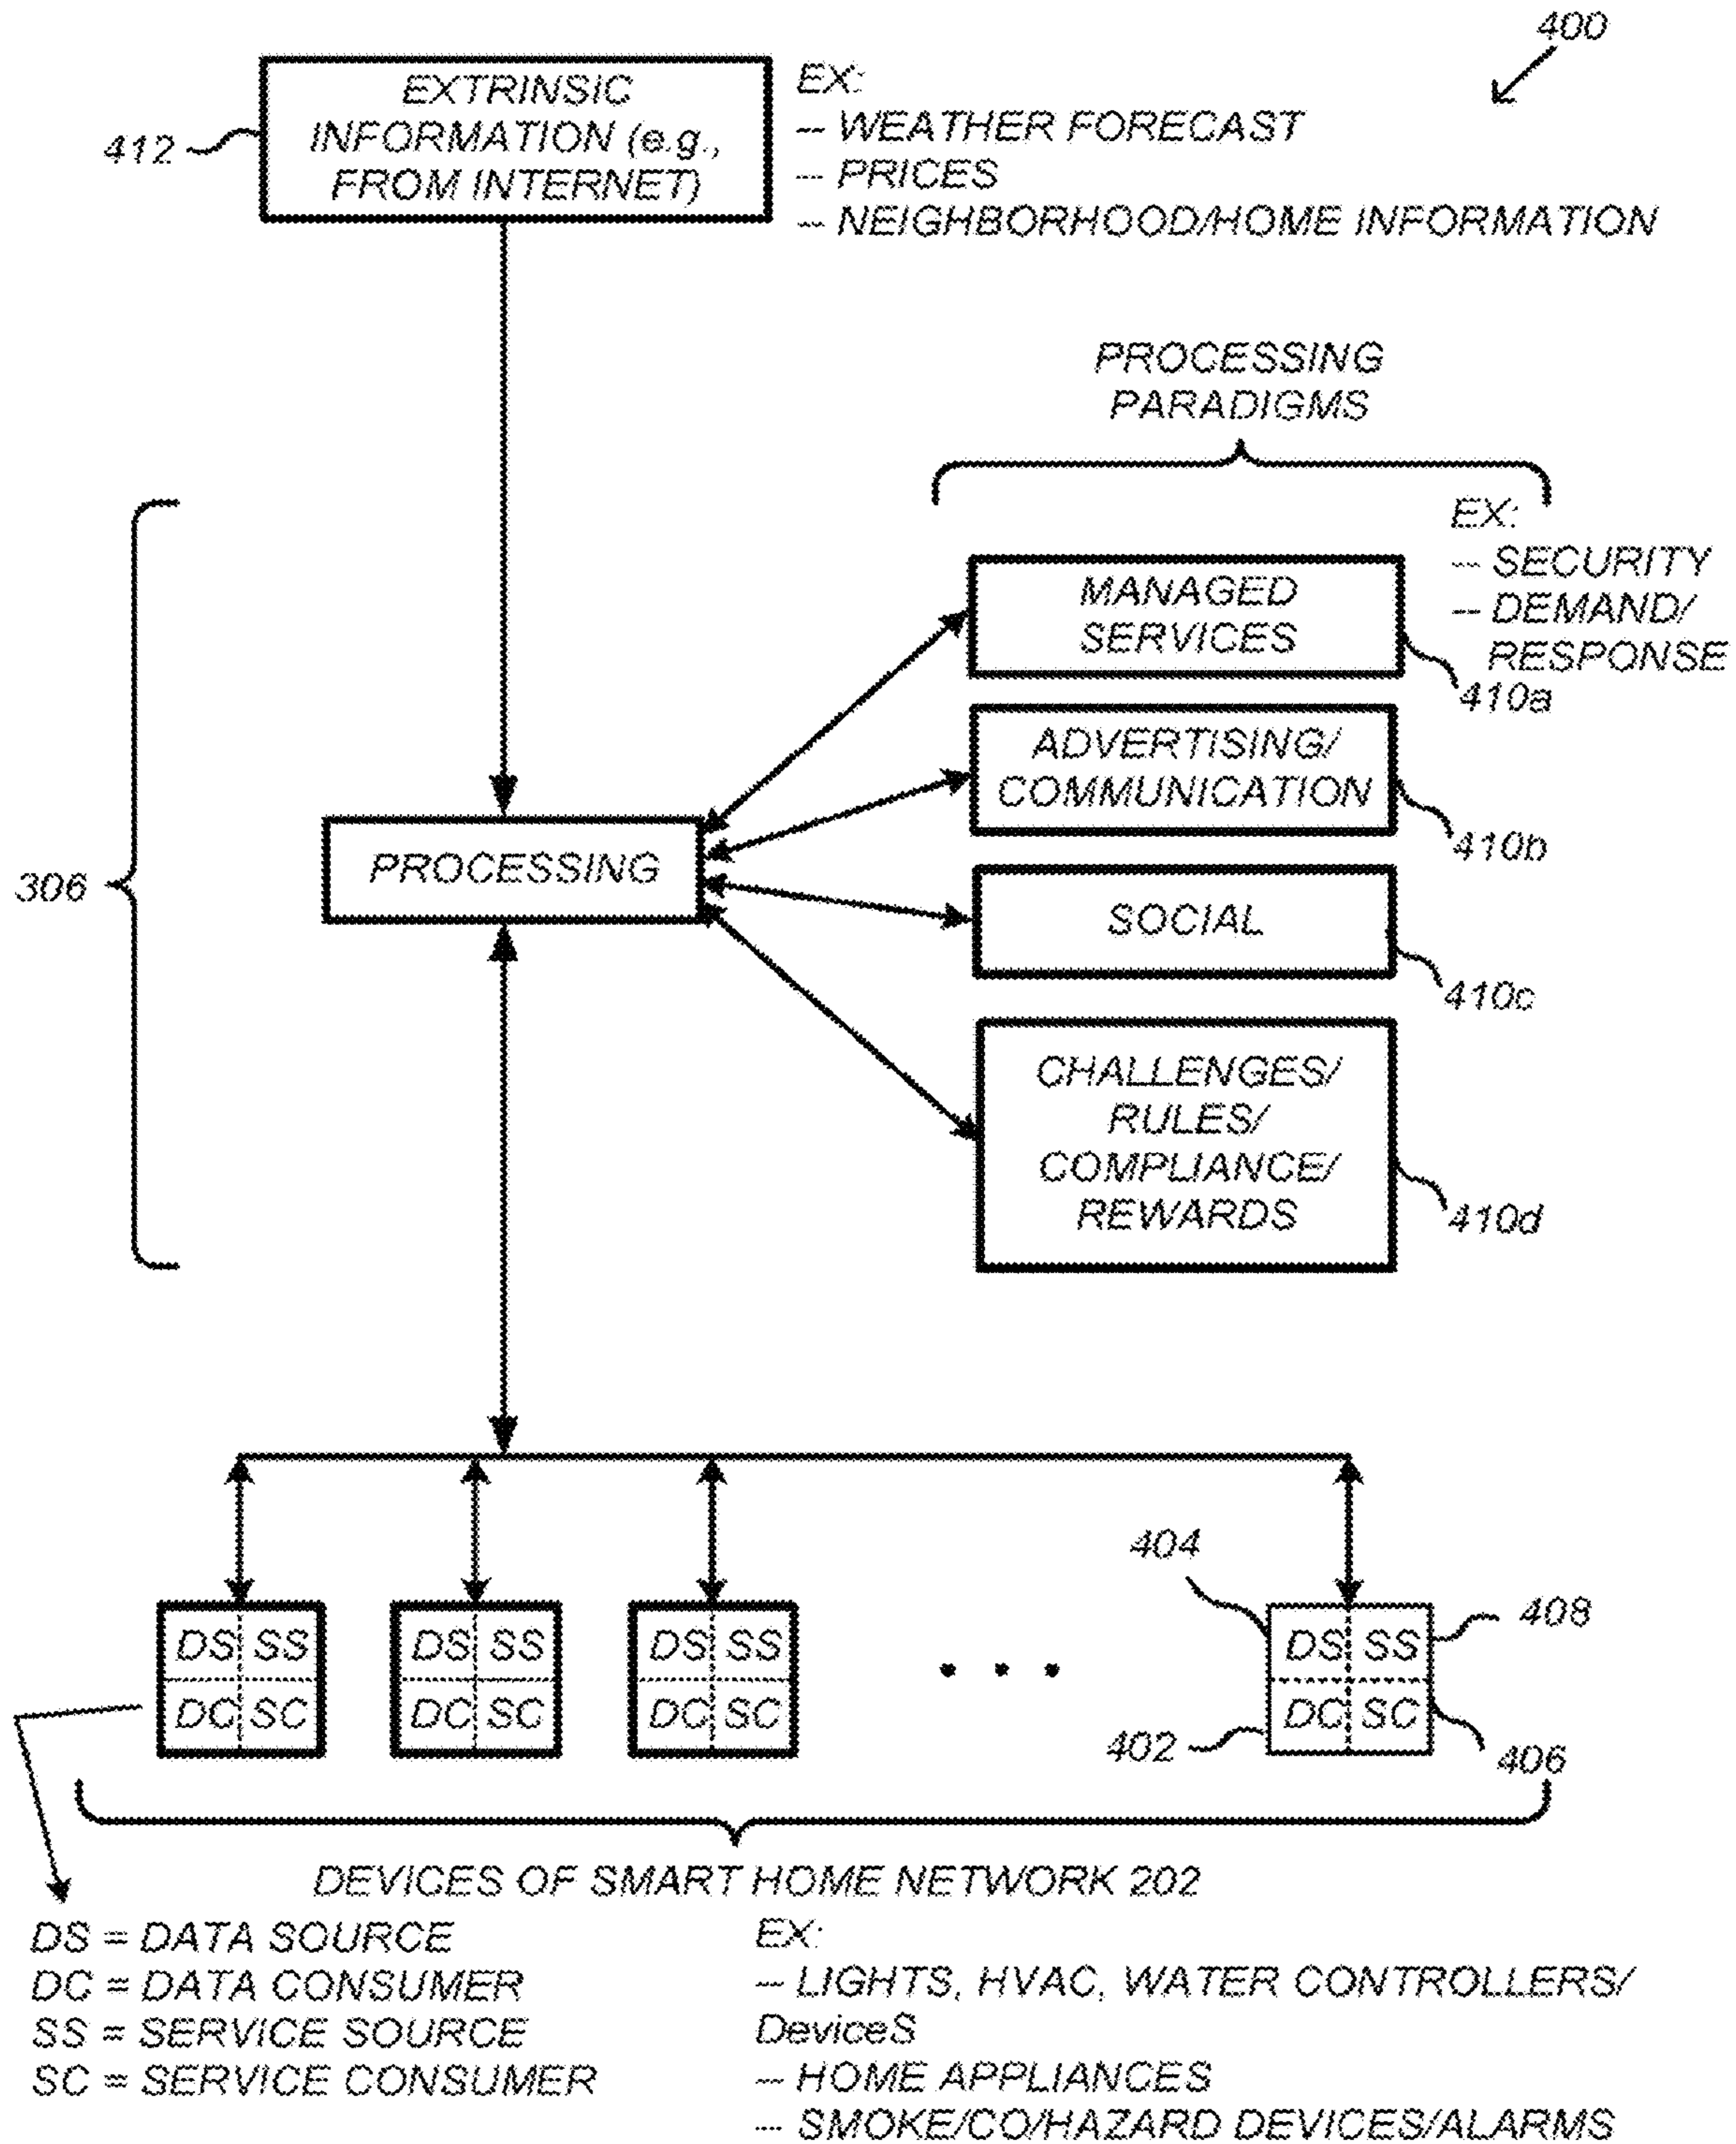 400
EXTRINSIC
INFORMATION (e.g.,
FROM INTERNET)
412
EX:
-- WEATHER FORECAST
-- PRICES
-- NEIGHBORHOOD/HOME INFORMATION
PROCESSING
PARADIGMS
EX:
-- SECURITY
-- DEMAND/
RESPONSE
MANAGED
SERVICES
410a
ADVERTISING/
COMMUNICATION
410b
306
PROCESSING
SOCIAL
410c
CHALLENGES/
RULES/
COMPLIANCE/
REWARDS
410d
404
408
DS SS
DC SC
DS SS
DC SC
DS SS
DC SC
. . .
DS SS
DC SC
402
406
DEVICES OF SMART HOME NETWORK 202
DS = DATA SOURCE
DC = DATA CONSUMER
SS = SERVICE SOURCE
SC = SERVICE CONSUMER
EX:
-- LIGHTS, HVAC, WATER CONTROLLERS/
DeviceS
-- HOME APPLIANCES
-- SMOKE/CO/HAZARD DEVICES/ALARMS